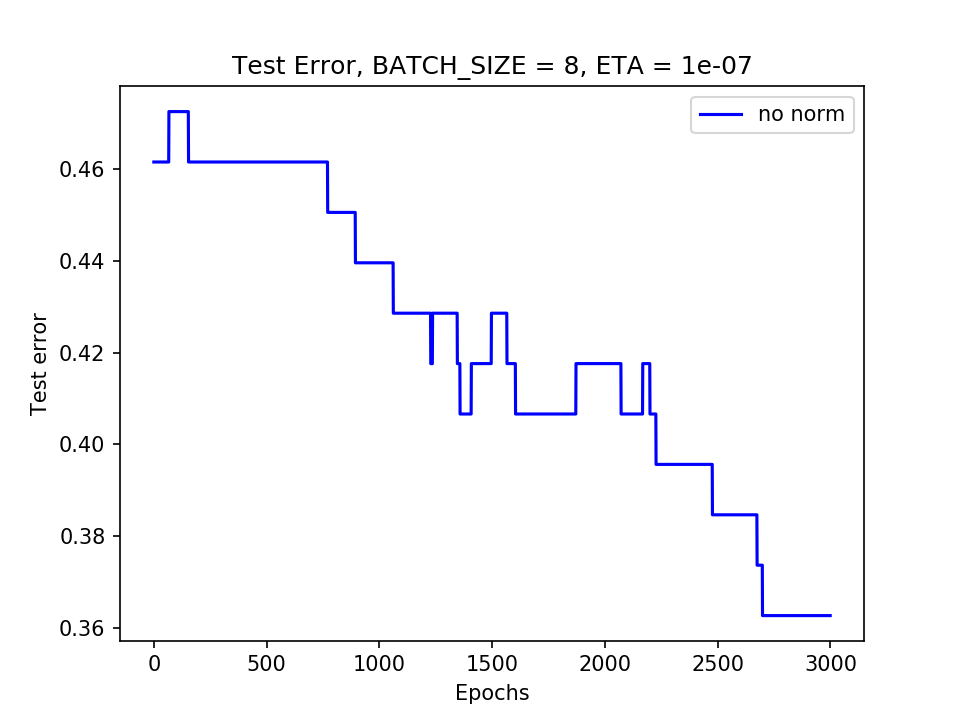 Test Error, BATCH_SIZE = 8, ETA = 1e-07
no norm
0.46
0.44
0.42
0.40
0.38
0.36
Test error
0 500 1000 1500 2000 2500 3000
Epochs